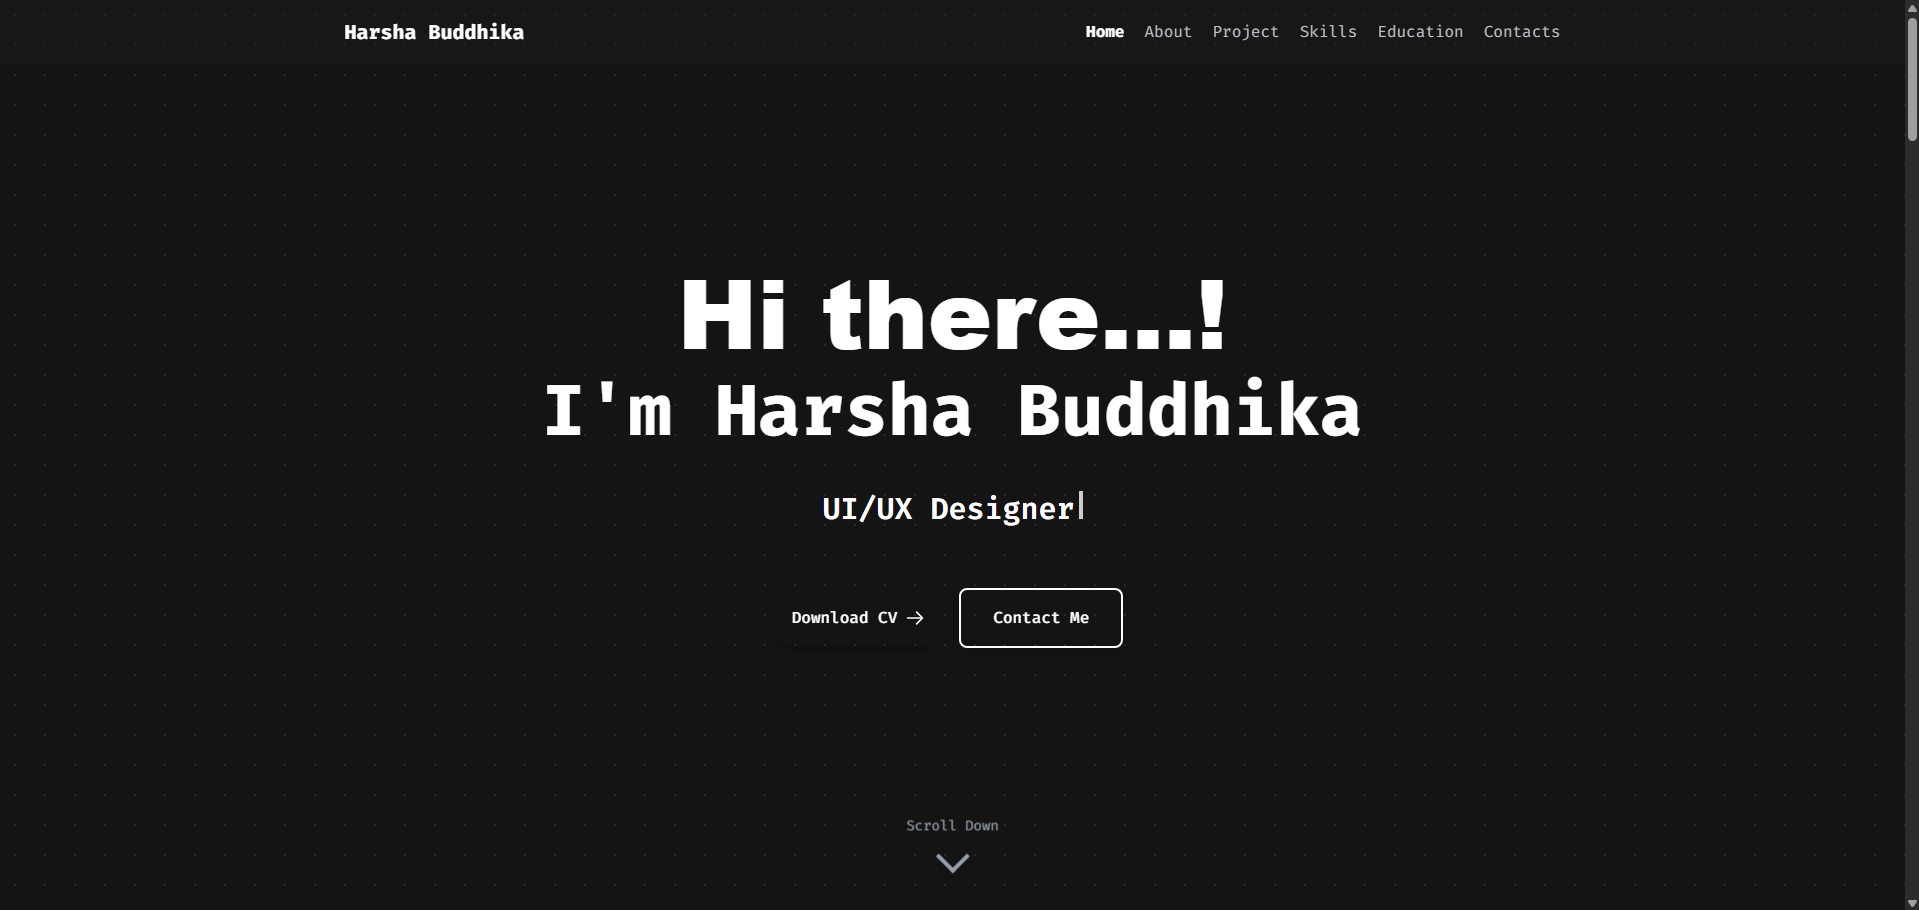 Harsha Buddhika
Home About Project Skills Education Contacts
Hi there...!
I'm Harsha Buddhika
UI/UX Designer
Download CV →
Contact Me
Scroll Down